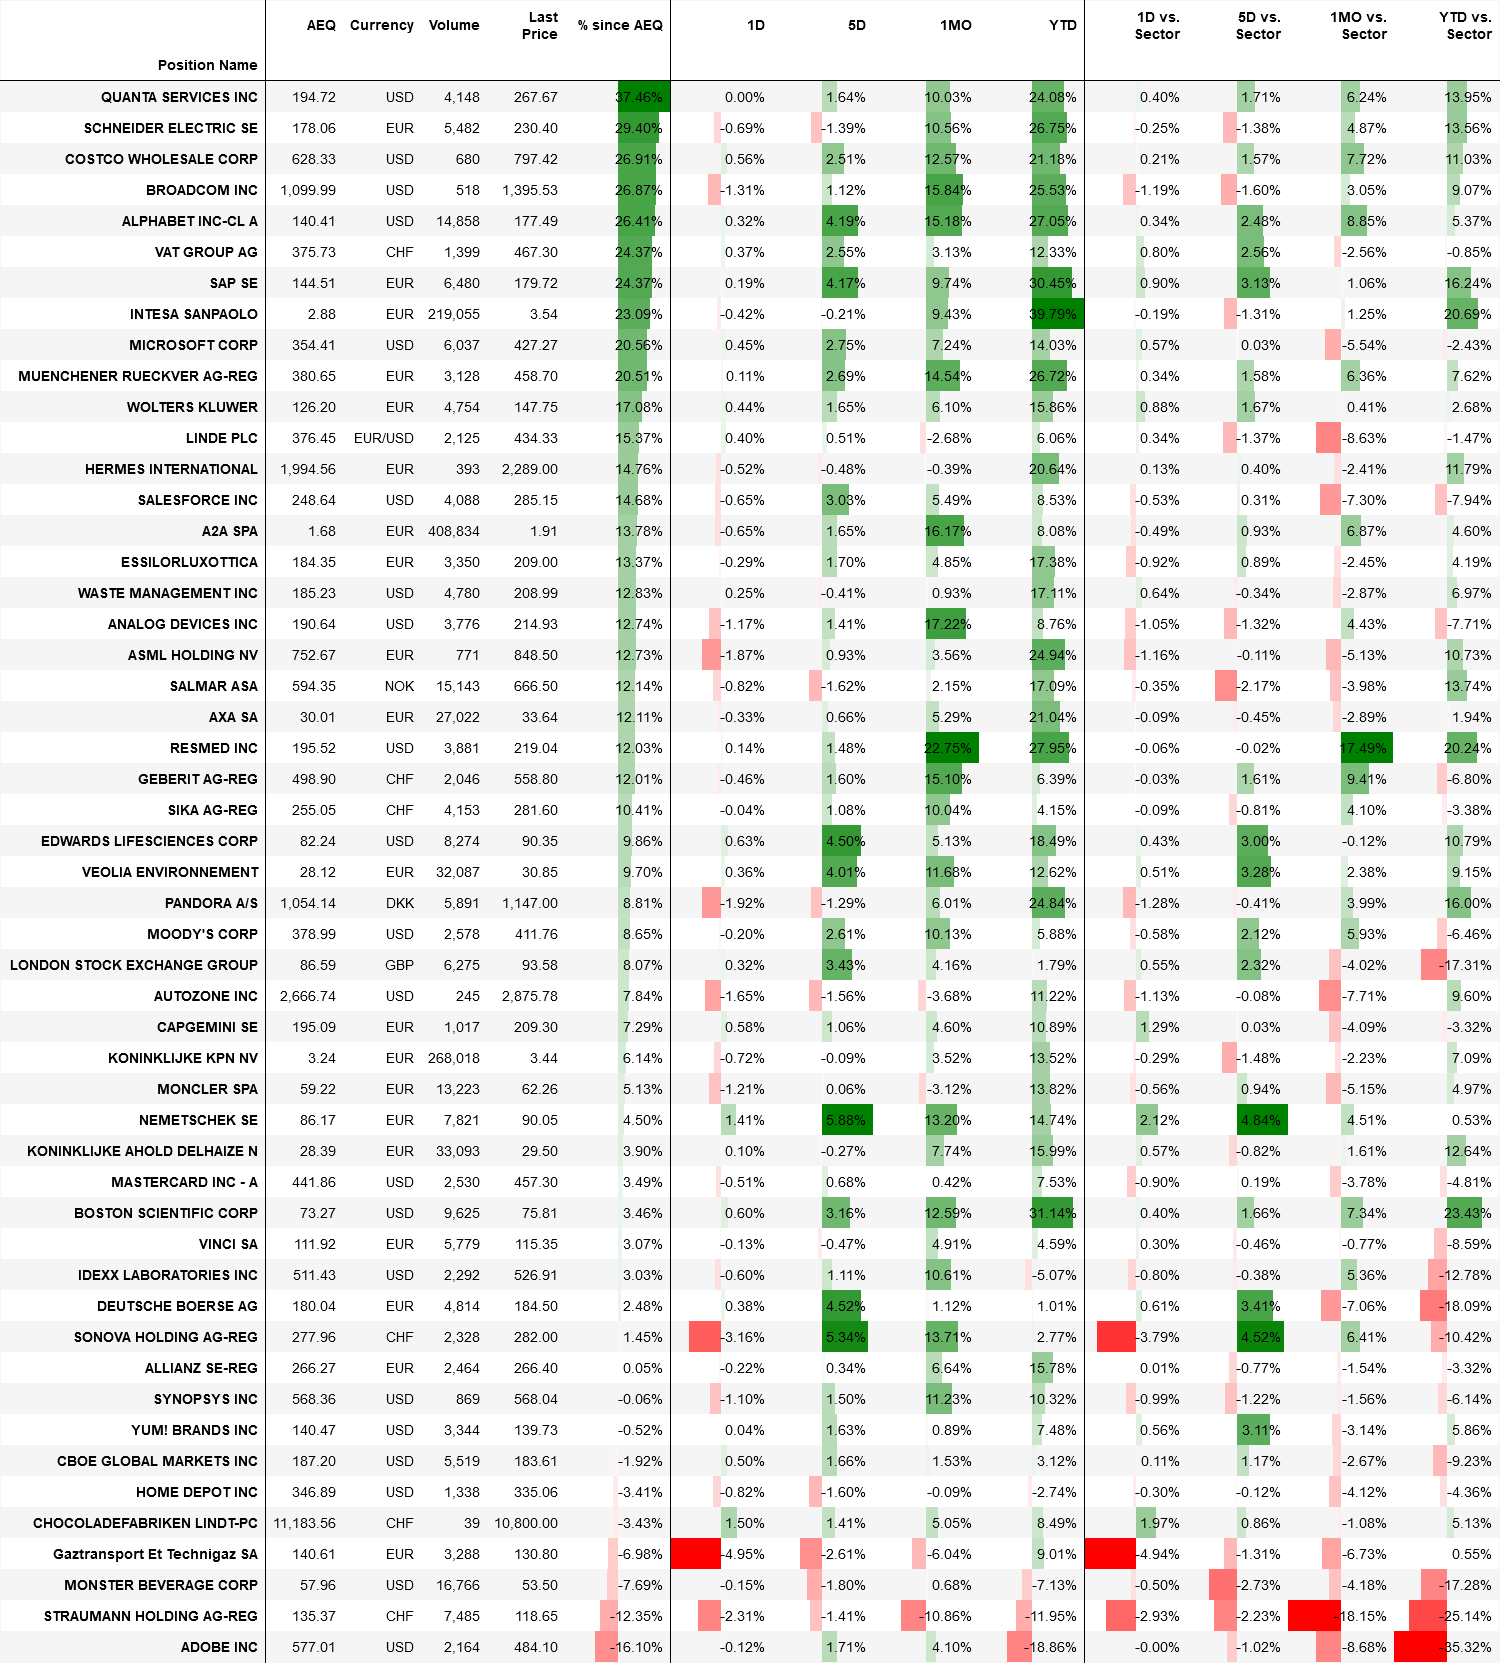 Position Name AEQ Currency Volume Last Price % since AEQ 1D 5D 1MO YTD 1D vs. Sector 5D vs. Sector 1MO vs. Sector YTD vs. Sector
QUANTA SERVICES INC 194.72 USD 4,148 267.67 37.46% 0.00% 1.64% 10.03% 24.08% 0.40% 1.71% 6.24% 13.95%
SCHNEIDER ELECTRIC SE 178.06 EUR 5,482 230.40 29.40% -0.69% -1.39% 10.56% 26.75% -0.25% -1.38% 4.87% 13.56%
COSTCO WHOLESALE CORP 628.33 USD 680 797.42 26.91% 0.56% 2.51% 12.57% 21.18% 0.21% 1.57% 7.72% 11.03%
BROADCOM INC 1,099.99 USD 518 1,395.53 26.87% -1.31% 1.12% 15.84% 25.53% -1.19% -1.60% 3.05% 9.07%
ALPHABET INC-CL A 140.41 USD 14,858 177.49 26.41% 0.32% 4.19% 15.18% 27.05% 0.34% 2.48% 8.85% 5.37%
VAT GROUP AG 375.73 CHF 1,399 467.30 24.37% 0.37% 2.55% 3.13% 12.33% 0.80% 2.56% -2.56% -0.85%
SAP SE 144.51 EUR 6,480 179.72 24.37% 0.19% 4.17% 9.74% 30.45% 0.90% 3.13% 1.06% 16.24%
INTESA SANPAOLO 2.88 EUR 219,055 3.54 23.09% -0.42% -0.21% 9.43% 39.79% -0.19% -1.31% 1.25% 20.69%
MICROSOFT CORP 354.41 USD 6,037 427.27 20.56% 0.45% 2.75% 7.24% 14.03% 0.57% 0.03% -5.54% -2.43%
MUENCHENER RUECKVER AG-REG 380.65 EUR 3,128 458.70 20.51% 0.11% 2.69% 14.54% 26.72% 0.34% 1.58% 6.36% 7.62%
WOLTERS KLUWER 126.20 EUR 4,754 147.75 17.08% 0.44% 1.65% 6.10% 15.86% 0.88% 1.67% 0.41% 2.68%
LINDE PLC 376.45 EUR/USD 2,125 434.33 15.37% 0.40% 0.51% -2.68% 6.06% 0.34% -1.37% -8.63% -1.47%
HERMES INTERNATIONAL 1,994.56 EUR 393 2,289.00 14.76% -0.52% -0.48% -0.39% 20.64% 0.13% 0.40% -2.41% 11.79%
SALESFORCE INC 248.64 USD 4,088 285.15 14.68% -0.65% 3.03% 5.49% 8.53% -0.53% 0.31% -7.30% -7.94%
A2A SPA 1.68 EUR 408,834 1.91 13.78% -0.65% 1.65% 16.17% 8.08% -0.49% 0.93% 6.87% 4.60%
ESSILORLUXOTTICA 184.35 EUR 3,350 209.00 13.37% -0.29% 1.70% 4.85% 17.38% -0.92% 0.89% -2.45% 4.19%
WASTE MANAGEMENT INC 185.23 USD 4,780 208.99 12.83% 0.25% -0.41% 0.93% 17.11% 0.64% -0.34% -2.87% 6.97%
ANALOG DEVICES INC 190.64 USD 3,776 214.93 12.74% -1.17% 1.41% 17.22% 8.76% -1.05% -1.32% 4.43% -7.71%
ASML HOLDING NV 752.67 EUR 771 848.50 12.73% -1.87% 0.93% 3.56% 24.94% -1.16% -0.11% -5.13% 10.73%
SALMAR ASA 594.35 NOK 15,143 666.50 12.14% -0.82% -1.62% 2.15% 17.09% -0.35% -2.17% -3.98% 13.74%
AXA SA 30.01 EUR 27,022 33.64 12.11% -0.33% 0.66% 5.29% 21.04% -0.09% -0.45% -2.89% 1.94%
RESMED INC 195.52 USD 3,881 219.04 12.03% 0.14% 1.48% 22.75% 27.95% -0.06% -0.02% 17.49% 20.24%
GEBERIT AG-REG 498.90 CHF 2,046 558.80 12.01% -0.46% 1.60% 15.10% 6.39% -0.03% 1.61% 9.41% -6.80%
SIKA AG-REG 255.05 CHF 4,153 281.60 10.41% -0.04% 1.08% 10.04% 4.15% -0.09% -0.81% 4.10% -3.38%
EDWARDS LIFESCIENCES CORP 82.24 USD 8,274 90.35 9.86% 0.63% 4.50% 5.13% 18.49% 0.43% 3.00% -0.12% 10.79%
VEOLIA ENVIRONNEMENT 28.12 EUR 32,087 30.85 9.70% 0.36% 4.01% 11.68% 12.62% 0.51% 3.28% 2.38% 9.15%
PANDORA A/S 1,054.14 DKK 5,891 1,147.00 8.81% -1.92% -1.29% 6.01% 24.84% -1.28% -0.41% 3.99% 16.00%
MOODY'S CORP 378.99 USD 2,578 411.76 8.65% -0.20% 2.61% 10.13% 5.88% -0.58% 2.12% 5.93% -6.46%
LONDON STOCK EXCHANGE GROUP 86.59 GBP 6,275 93.58 8.07% 0.32% 3.43% 4.16% 1.79% 0.55% 2.32% -4.02% -17.31%
AUTOZONE INC 2,666.74 USD 245 2,875.78 7.84% -1.65% -1.56% -3.68% 11.22% -1.13% -0.08% -7.71% 9.60%
CAPGEMINI SE 195.09 EUR 1,017 209.30 7.29% 0.58% 1.06% 4.60% 10.89% 1.29% 0.03% -4.09% -3.32%
KONINKLIJKE KPN NV 3.24 EUR 268,018 3.44 6.14% -0.72% -0.09% 3.52% 13.52% -0.29% -1.48% -2.23% 7.09%
MONCLER SPA 59.22 EUR 13,223 62.26 5.13% -1.21% 0.06% -3.12% 13.82% -0.56% 0.94% -5.15% 4.97%
NEMETSCHEK SE 86.17 EUR 7,821 90.05 4.50% 1.41% 5.88% 13.20% 14.74% 2.12% 4.84% 4.51% 0.53%
KONINKLIJKE AHOLD DELHAIZE N 28.39 EUR 33,093 29.50 3.90% 0.10% -0.27% 7.74% 15.99% 0.57% -0.82% 1.61% 12.64%
MASTERCARD INC - A 441.86 USD 2,530 457.30 3.49% -0.51% 0.68% 0.42% 7.53% -0.90% 0.19% -3.78% -4.81%
BOSTON SCIENTIFIC CORP 73.27 USD 9,625 75.81 3.46% 0.60% 3.16% 12.59% 31.14% 0.40% 1.66% 7.34% 23.43%
VINCI SA 111.92 EUR 5,779 115.35 3.07% -0.13% -0.47% 4.91% 4.59% 0.30% -0.46% -0.77% -8.59%
IDEXX LABORATORIES INC 511.43 USD 2,292 526.91 3.03% -0.60% 1.11% 10.61% -5.07% -0.80% -0.38% 5.36% -12.78%
DEUTSCHE BOERSE AG 180.04 EUR 4,814 184.50 2.48% 0.38% 4.52% 1.12% 1.01% 0.61% 3.41% -7.06% -18.09%
SONOVA HOLDING AG-REG 277.96 CHF 2,328 282.00 1.45% -3.16% 5.34% 13.71% 2.77% -3.79% 4.52% 6.41% -10.42%
ALLIANZ SE-REG 266.27 EUR 2,464 266.40 0.05% -0.22% 0.34% 6.64% 15.78% 0.01% -0.77% -1.54% -3.32%
SYNOPSYS INC 568.36 USD 869 568.04 -0.06% -1.10% 1.50% 11.23% 10.32% -0.99% -1.22% -1.56% -6.14%
YUM! BRANDS INC 140.47 USD 3,344 139.73 -0.52% 0.04% 1.63% 0.89% 7.48% 0.56% 3.11% -3.14% 5.86%
CBOE GLOBAL MARKETS INC 187.20 USD 5,519 183.61 -1.92% 0.50% 1.66% 1.53% 3.12% 0.11% 1.17% -2.67% -9.23%
HOME DEPOT INC 346.89 USD 1,338 335.06 -3.41% -0.82% -1.60% -0.09% -2.74% -0.30% -0.12% -4.12% -4.36%
CHOCOLADEFABRIKEN LINDT-PC 11,183.56 CHF 39 10,800.00 -3.43% 1.50% 1.41% 5.05% 8.49% 1.97% 0.86% -1.08% 5.13%
Gaztransport Et Technigaz SA 140.61 EUR 3,288 130.80 -6.98% -4.95% -2.61% -6.04% 9.01% -4.94% -1.31% -6.73% 0.55%
MONSTER BEVERAGE CORP 57.96 USD 16,766 53.50 -7.69% -0.15% -1.80% 0.68% -7.13% -0.50% -2.73% -4.18% -17.28%
STRAUMANN HOLDING AG-REG 135.37 CHF 7,485 118.65 -12.35% -2.31% -1.41% -10.86% -11.95% -2.93% -2.23% -18.15% -25.14%
ADOBE INC 577.01 USD 2,164 484.10 -16.10% -0.12% 1.71% 4.10% -18.86% -0.00% -1.02% -8.68% -35.32%